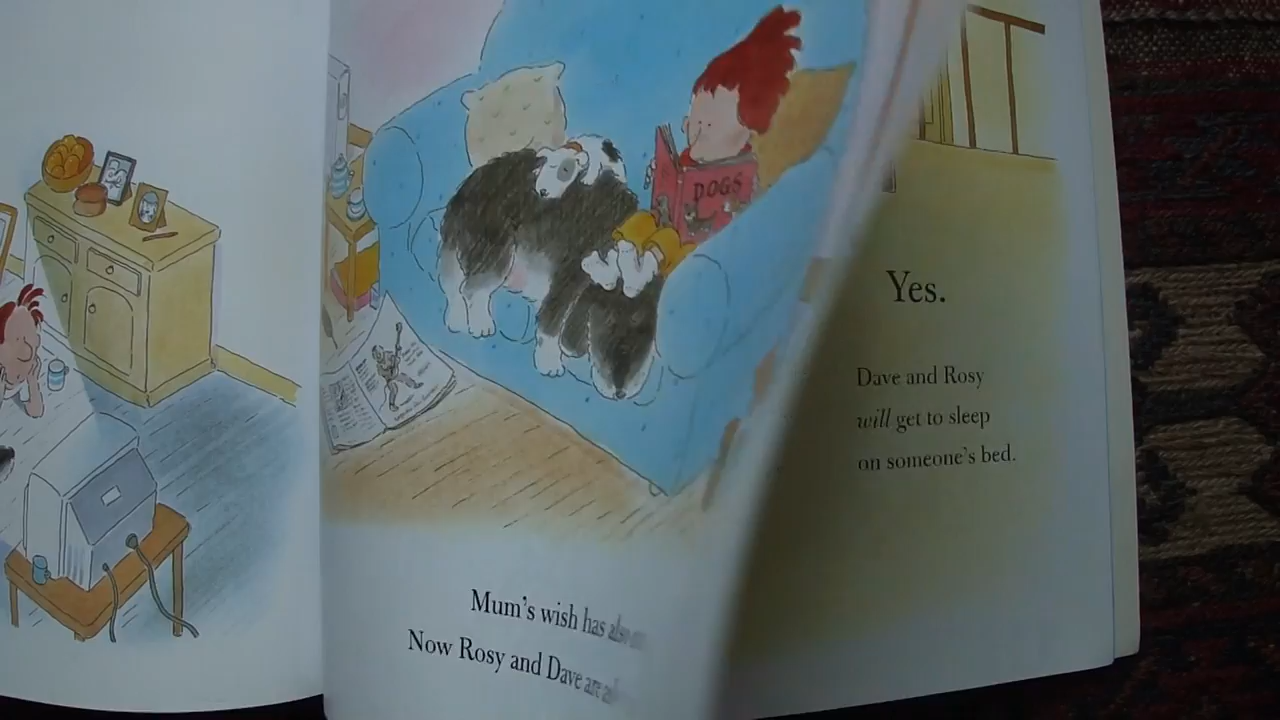 DOGS
Mum's wish has also
Now Rosy and Dave are
Yes.
Dave and Rosy
will get to sleep
on someone's bed.